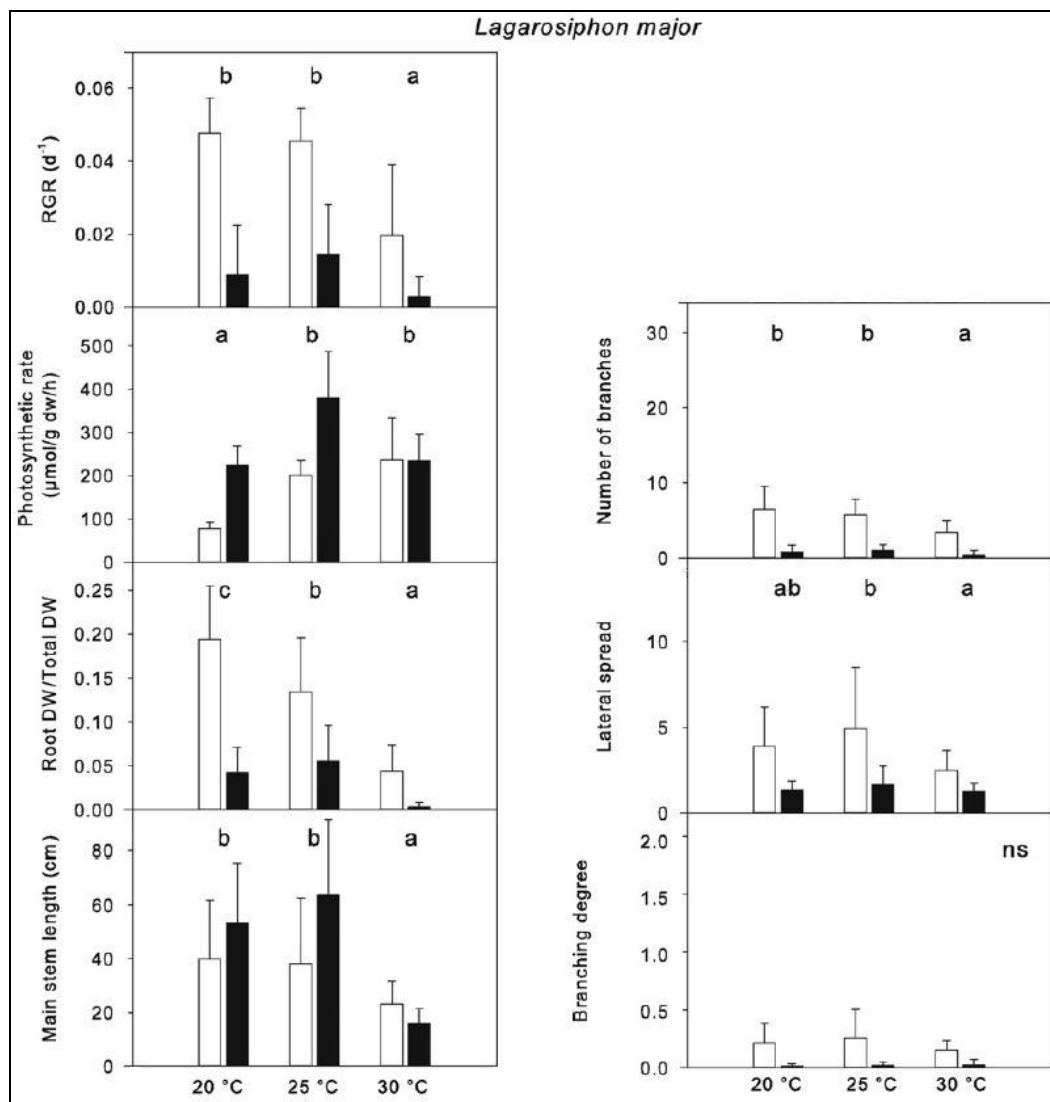 Lagarosiphon major
b b a
0.06
0.04
0.02
0.00
RGR (d⁻¹)
a b b
500
400
300
200
100
0
Photosynthetic rate
(µmol/g dw/h)
c b a
0.25
0.20
0.15
0.10
0.05
0.00
Root DW/Total DW
b b a
80
60
40
20
0
Main stem length (cm)
20 °C 25 °C 30 °C
b b a
30
20
10
0
Number of branches
ab b a
10
5
0
Lateral spread
ns
2.0
1.5
1.0
0.5
0.0
Branching degree
20 °C 25 °C 30 °C